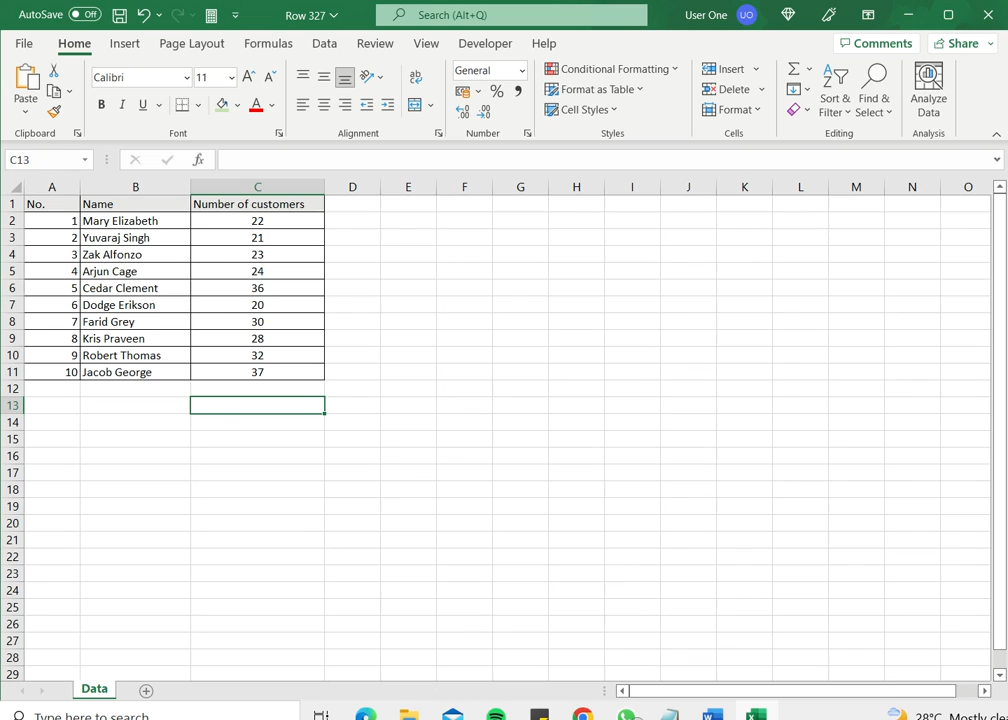 AutoSave Off Row 327 Search (Alt+Q) User One UO
File Home Insert Page Layout Formulas Data Review View Developer Help Comments Share
Paste Calibri 11 A A ab General Conditional Formatting Insert Sort & Find & Analyze
B I U A % , Format as Table Delete Filter Select Data
.00 Cell Styles Format
Clipboard Font Alignment Number Styles Cells Editing Analysis
C13 fx
A B C D E F G H I J K L M N O
1 No. Name Number of customers
2 1 Mary Elizabeth 22
3 2 Yuvaraj Singh 21
4 3 Zak Alfonzo 23
5 4 Arjun Cage 24
6 5 Cedar Clement 36
7 6 Dodge Erikson 20
8 7 Farid Grey 30
9 8 Kris Praveen 28
10 9 Robert Thomas 32
11 10 Jacob George 37
12
13
14
15
16
17
18
19
20
21
22
23
24
25
26
27
28
29
Data
Type here to search 28°C Mostly cle